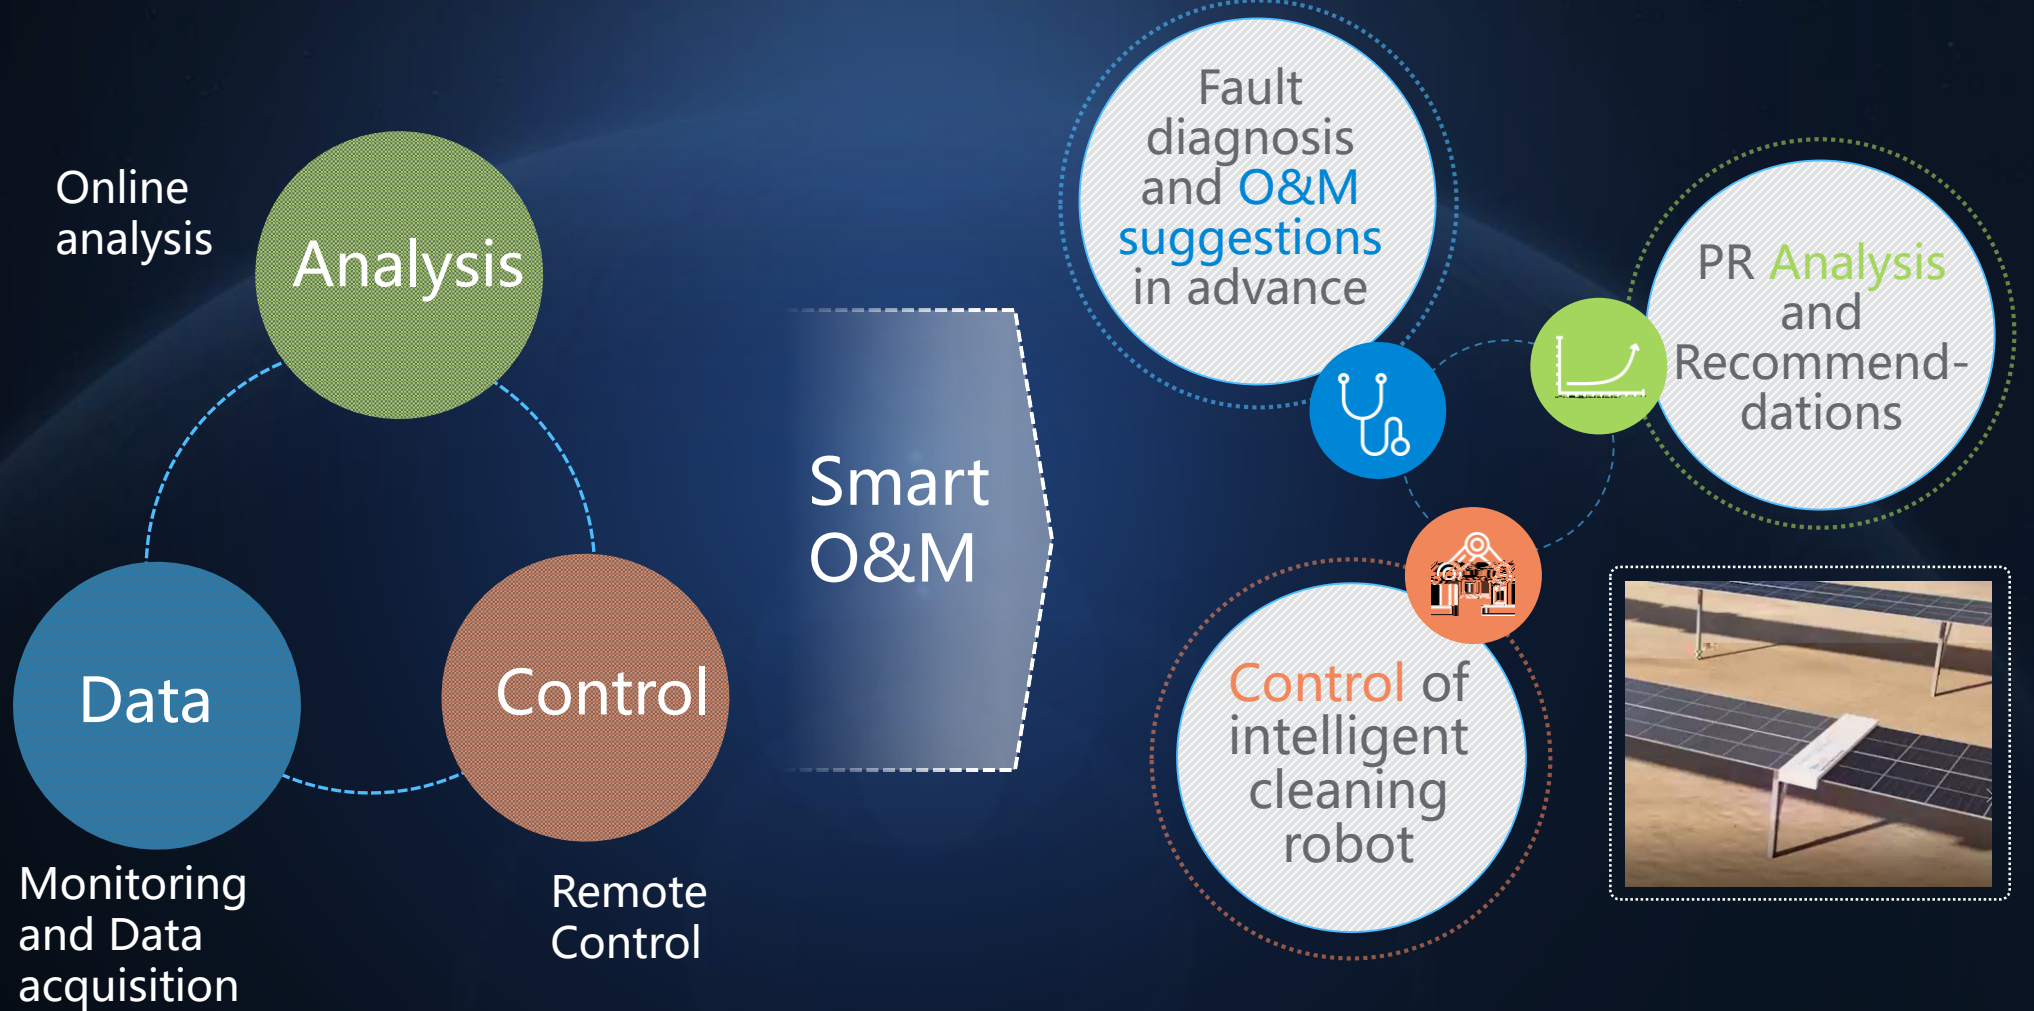 Online
analysis
Analysis
Data
Control
Monitoring
and Data
acquisition
Remote
Control
Smart
O&M
Fault
diagnosis
and O&M
suggestions
in advance
PR Analysis
and
Recommend-
dations
Control of
intelligent
cleaning
robot